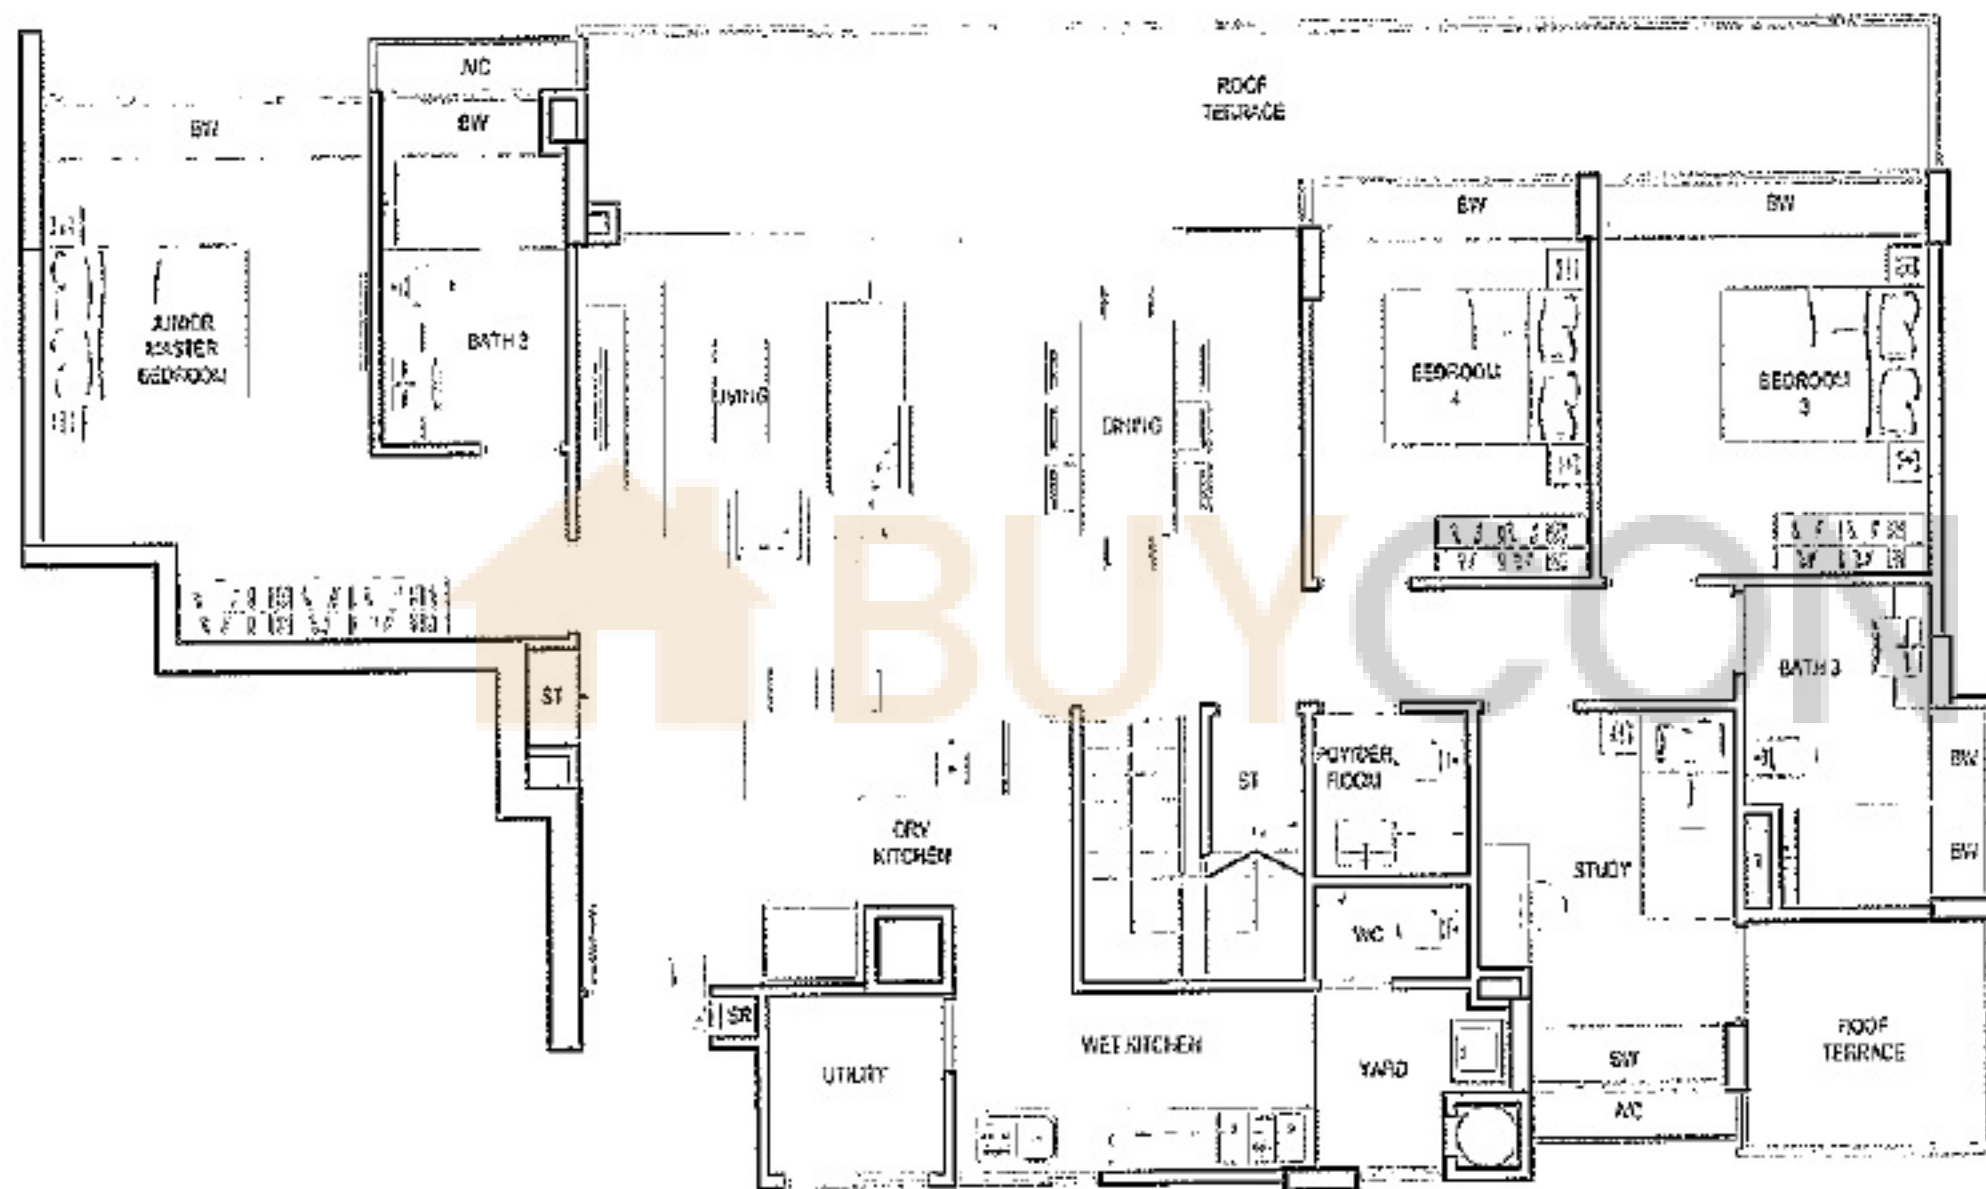 A/C
BW
BW
ROOF
TERRACE
BW
BW
JUNIOR
MASTER
BEDROOM
BATH 2
LIVING
DINING
BEDROOM
4
BEDROOM
3
BUYCON
ST
BATH 3
POWDER
ROOM
ST
DRY
KITCHEN
STUDY
BW
BW
WC
DB
UTILITY
WET KITCHEN
YARD
BW
A/C
ROOF
TERRACE